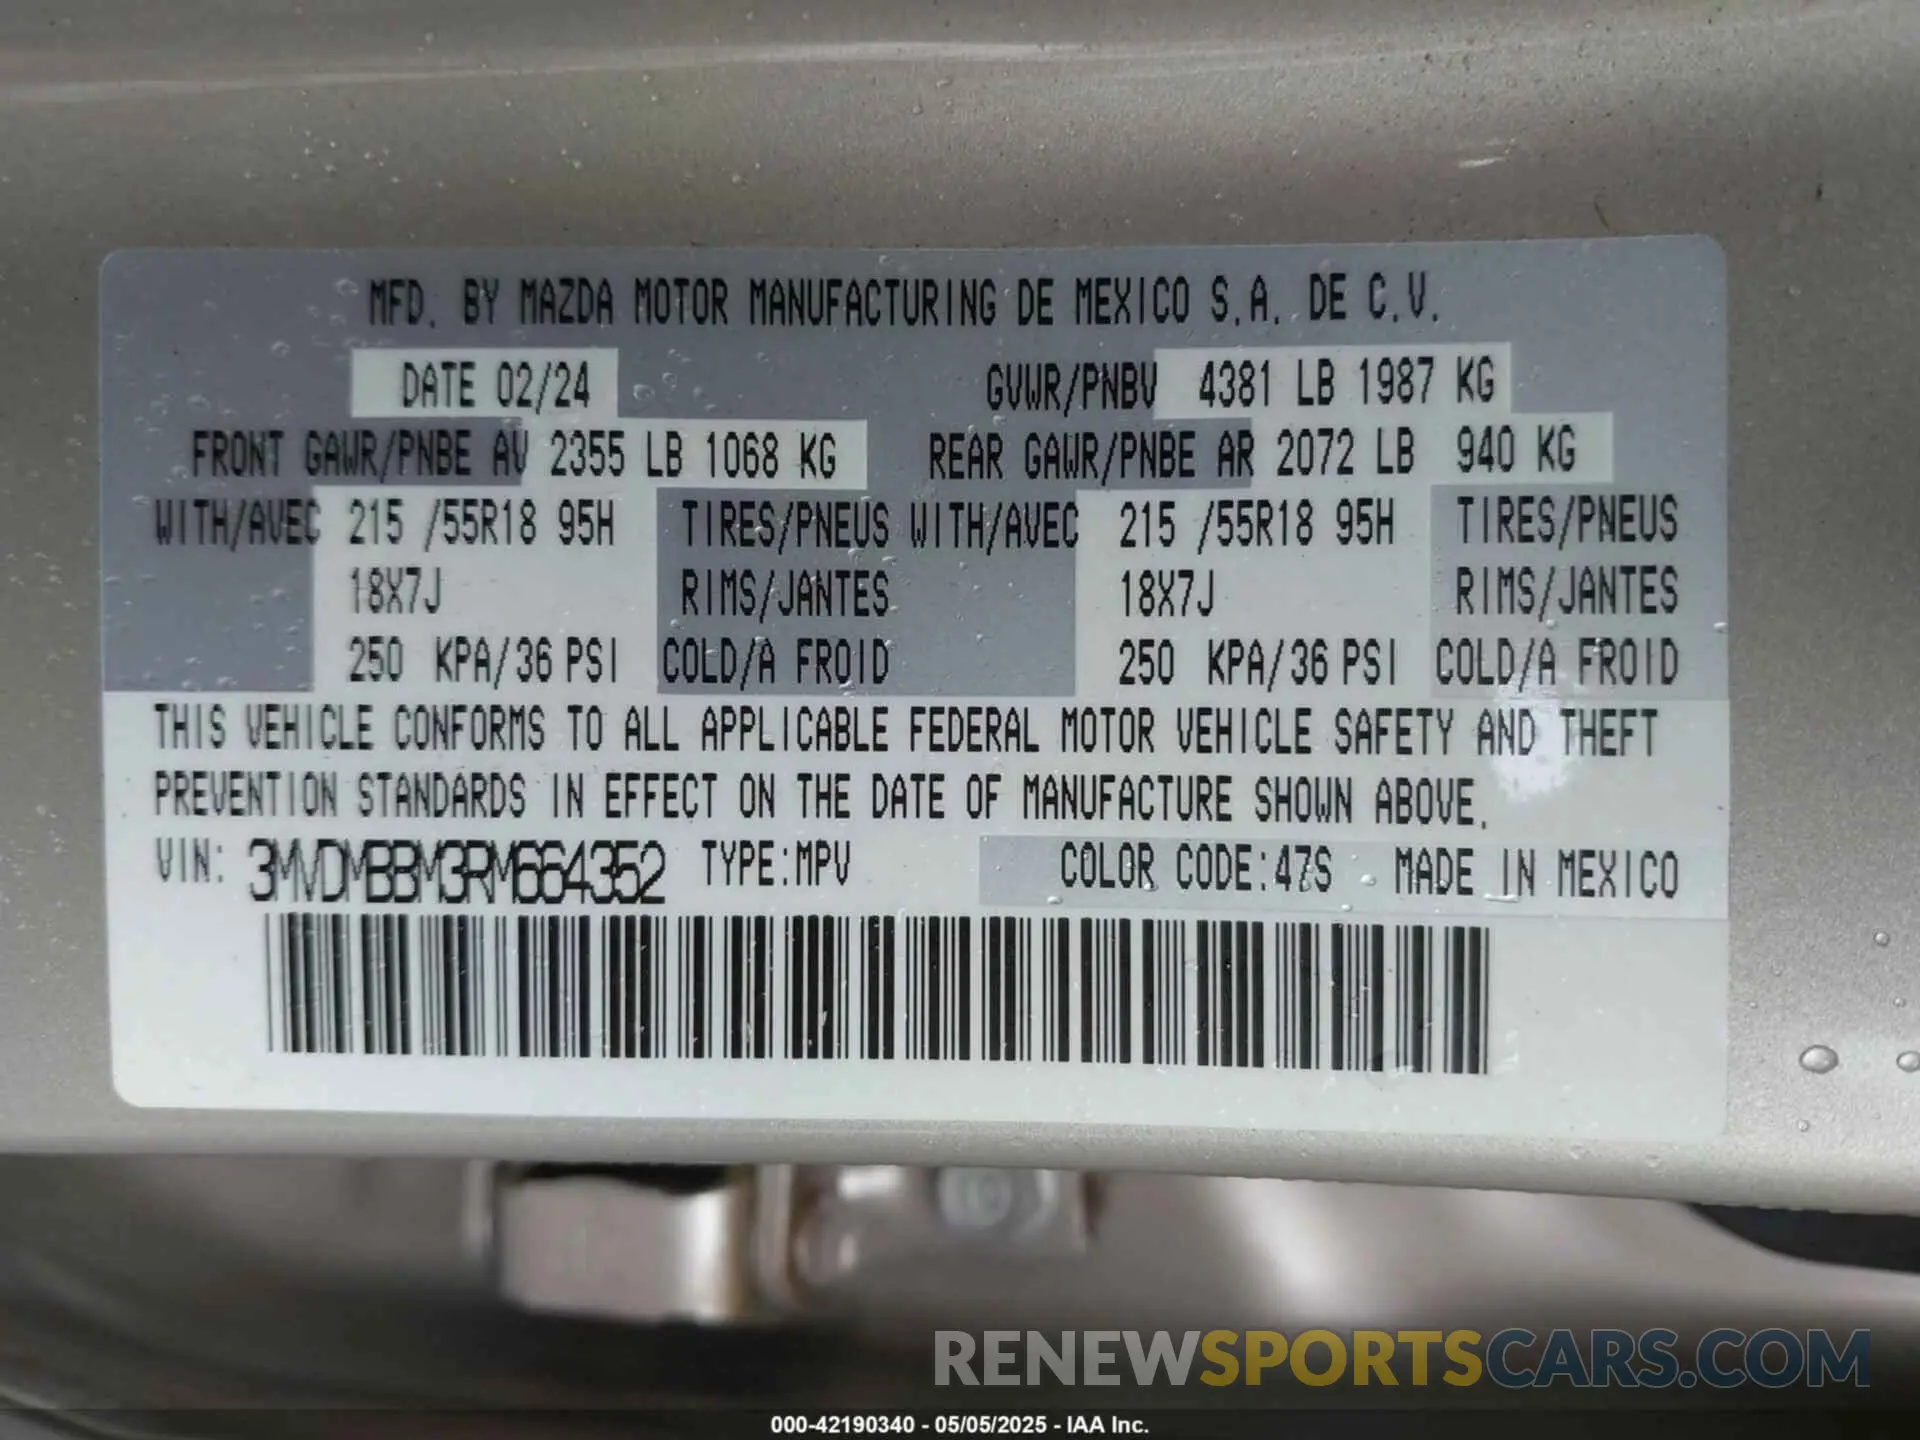 MFD. BY MAZDA MOTOR MANUFACTURING DE MEXICO S.A. DE C.V.
DATE 02/24 GVWR/PNBV 4381 LB 1987 KG
FRONT GAWR/PNBE AV 2355 LB 1068 KG REAR GAWR/PNBE AR 2072 LB 940 KG
WITH/AVEC 215 /55R18 95H TIRES/PNEUS WITH/AVEC 215 /55R18 95H TIRES/PNEUS
18X7J RIMS/JANTES 18X7J RIMS/JANTES
250 KPA/36 PSI COLD/A FROID 250 KPA/36 PSI COLD/A FROID
THIS VEHICLE CONFORMS TO ALL APPLICABLE FEDERAL MOTOR VEHICLE SAFETY AND THEFT
PREVENTION STANDARDS IN EFFECT ON THE DATE OF MANUFACTURE SHOWN ABOVE.
VIN: 3MVDMBBM3RM664352 TYPE:MPV COLOR CODE:47S MADE IN MEXICO
RENEWSPORTSCARS.COM
000-42190340 - 05/05/2025 - IAA Inc.